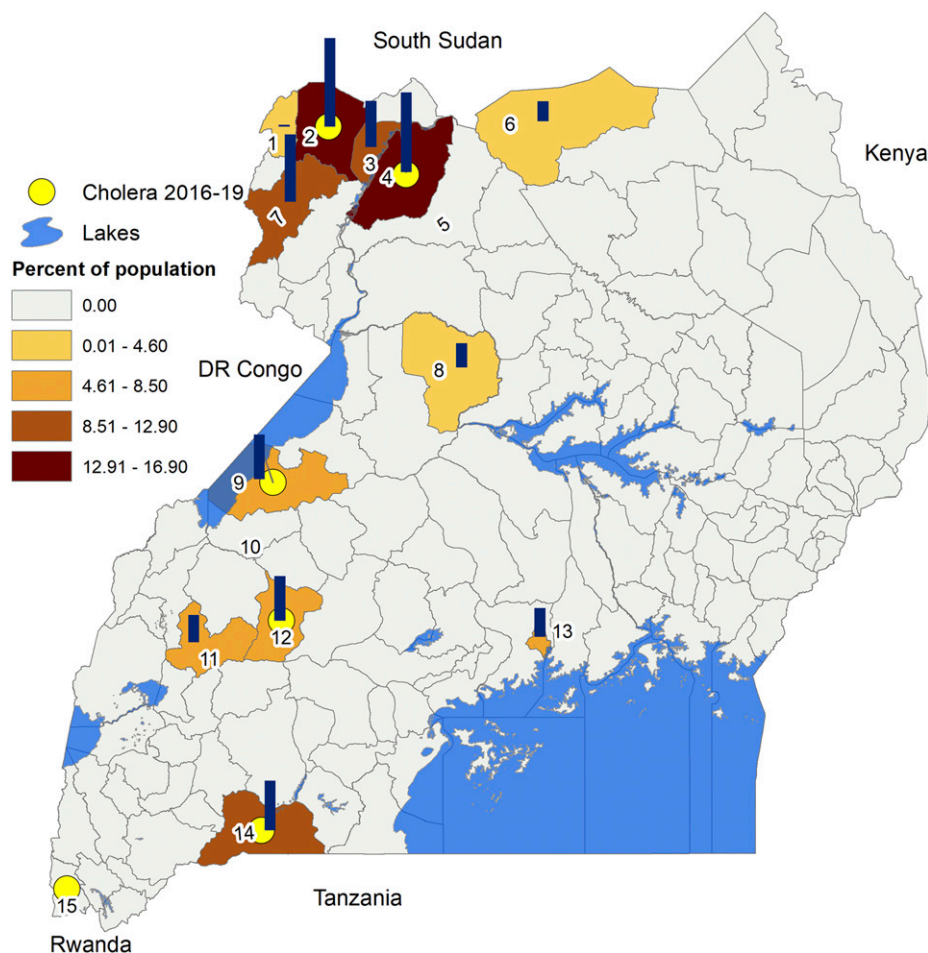 South Sudan
Kenya
1
2
3
4
5
6
7
Cholera 2016-19
Lakes
Percent of population
0.00
0.01 - 4.60
4.61 - 8.50
8.51 - 12.90
12.91 - 16.90
DR Congo
8
9
10
11
12
13
14
15
Tanzania
Rwanda